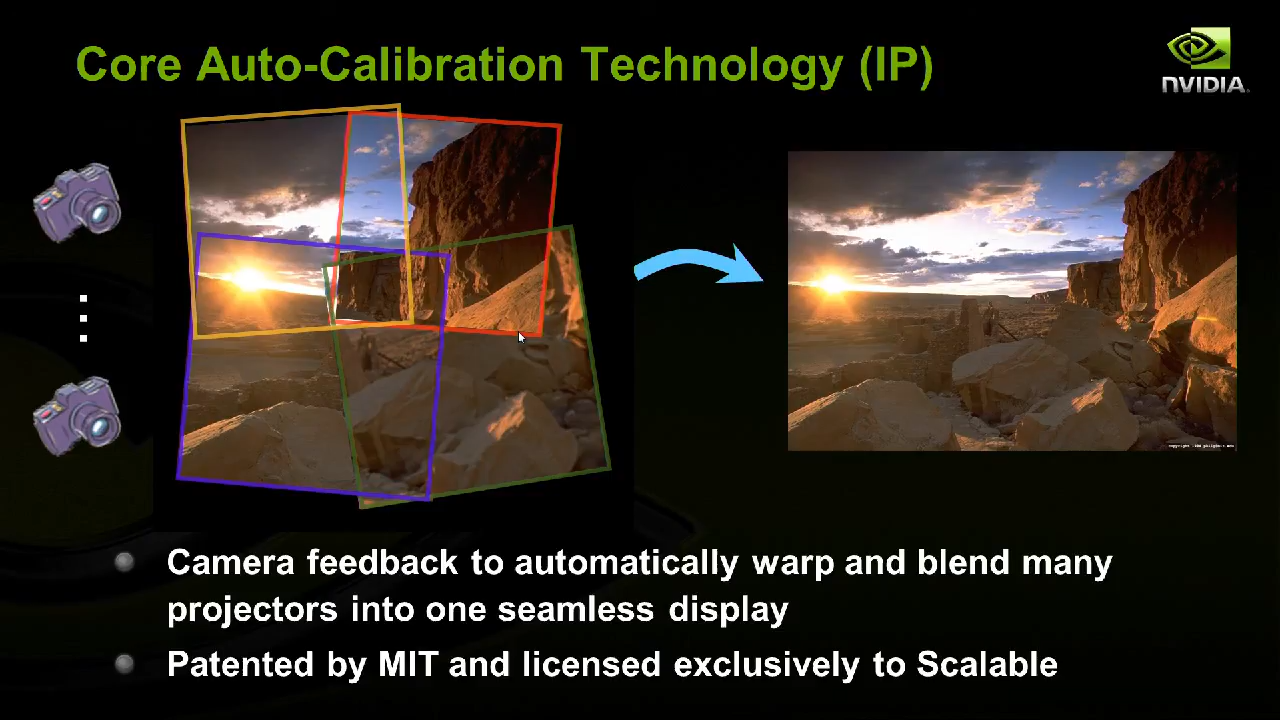 Core Auto-Calibration Technology (IP)
NVIDIA
Camera feedback to automatically warp and blend many
projectors into one seamless display
Patented by MIT and licensed exclusively to Scalable